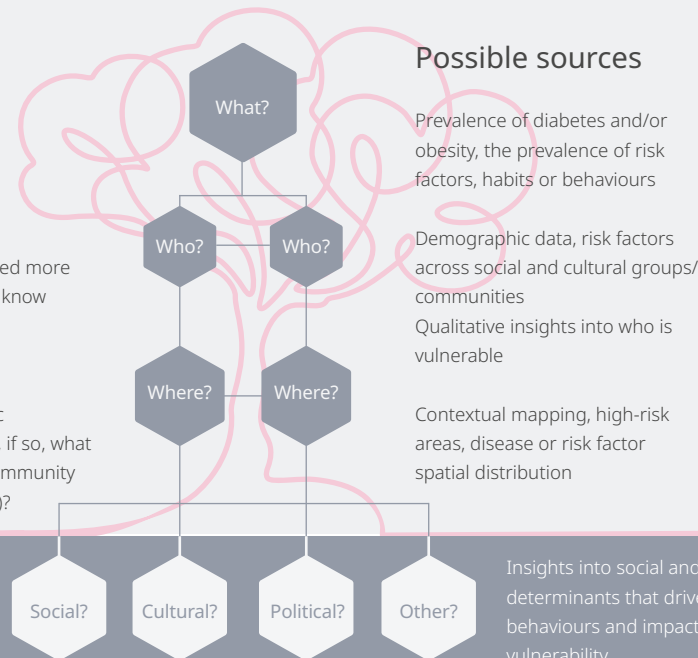 What?
Possible sources
Prevalence of diabetes and/or
obesity, the prevalence of risk
factors, habits or behaviours
Who?
Who?
ed more
know
Demographic data, risk factors
across social and cultural groups/
communities
Qualitative insights into who is
vulnerable
Where?
Where?
c
if so, what
mmunity
)?
Contextual mapping, high-risk
areas, disease or risk factor
spatial distribution
Social?
Cultural?
Political?
Other?
Insights into social and
determinants that drive
behaviours and impact
vulnerability